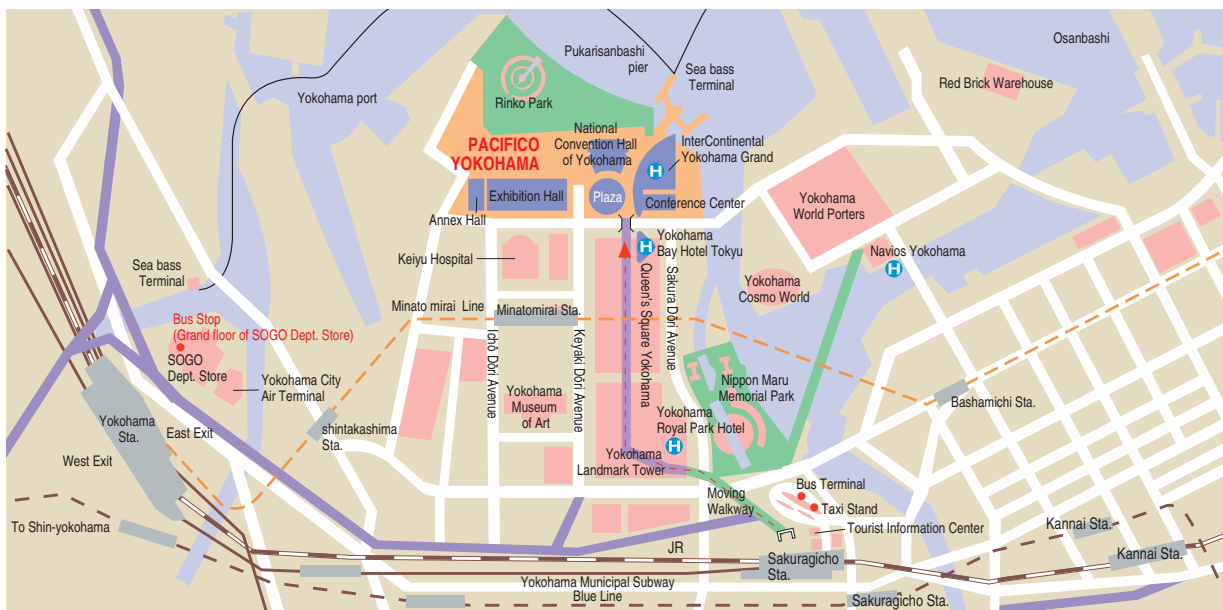 Pukarisanbashi
pier
Sea bass
Terminal
Osanbashi
Red Brick Warehouse
Yokohama port
Rinko Park
National
Convention Hall
of Yokohama
InterContinental
Yokohama Grand
PACIFICO
YOKOHAMA
H
Exhibition Hall
Plaza
Conference Center
Annex Hall
Yokohama
World Porters
Keiyu Hospital
H
Yokohama
Bay Hotel Tokyu
Navios Yokohama
H
Sea bass
Terminal
Yokohama
Cosmo World
Minato mirai Line
Minatomirai Sta.
Queen's Square Yokohama
Sakura Dōri Avenue
Bus Stop
(Grand floor of SOGO Dept. Store)
SOGO
Dept. Store
Ichō Dōri Avenue
Keyaki Dōri Avenue
Yokohama City
Air Terminal
Nippon Maru
Memorial Park
Yokohama
Museum
of Art
Bashamichi Sta.
Yokohama
Sta.
East Exit
shintakashima
Sta.
Yokohama
Royal Park Hotel
H
West Exit
Yokohama
Landmark Tower
Moving
Walkway
Bus Terminal
Taxi Stand
Tourist Information Center
To Shin-yokohama
Kannai Sta.
JR
Sakuragicho
Sta.
Kannai Sta.
Yokohama Municipal Subway
Blue Line
Sakuragicho Sta.